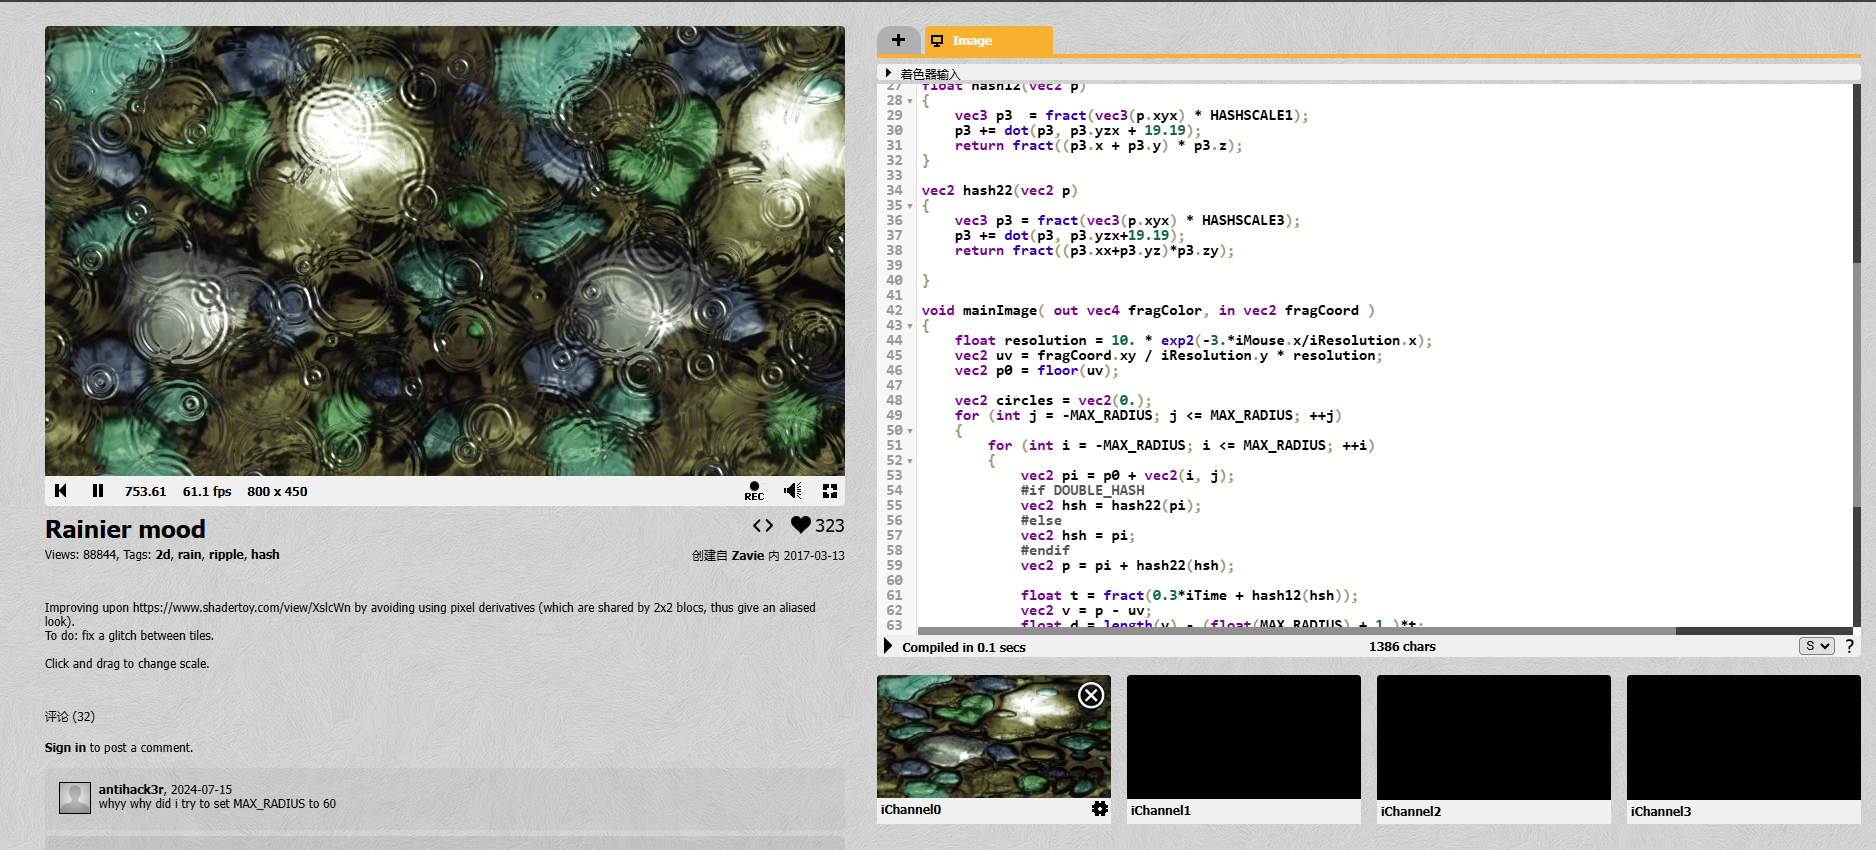 Image
着色器输入
27 float hash12(vec2 p)
28 {
29 vec3 p3  = fract(vec3(p.xyx) * HASHSCALE1);
30 p3 += dot(p3, p3.yzx + 19.19);
31 return fract((p3.x + p3.y) * p3.z);
32 }
33
34 vec2 hash22(vec2 p)
35 {
36 vec3 p3 = fract(vec3(p.xyx) * HASHSCALE3);
37 p3 += dot(p3, p3.yzx+19.19);
38 return fract((p3.xx+p3.yz)*p3.zy);
39
40 }
41
42 void mainImage( out vec4 fragColor, in vec2 fragCoord )
43 {
44 float resolution = 10. * exp2(-3.*iMouse.x/iResolution.x);
45 vec2 uv = fragCoord.xy / iResolution.y * resolution;
46 vec2 p0 = floor(uv);
47
48 vec2 circles = vec2(0.);
49 for (int j = -MAX_RADIUS; j <= MAX_RADIUS; ++j)
50 {
51 for (int i = -MAX_RADIUS; i <= MAX_RADIUS; ++i)
52 {
53 vec2 pi = p0 + vec2(i, j);
54 #if DOUBLE_HASH
55 vec2 hsh = hash22(pi);
56 #else
57 vec2 hsh = pi;
58 #endif
59 vec2 p = pi + hash22(hsh);
60
61 float t = fract(0.3*iTime + hash12(hsh));
62 vec2 v = p - uv;
63 float d = length(v) - (float(MAX_RADIUS) + 1.)*t;
Compiled in 0.1 secs
1386 chars
S
?
iChannel0
iChannel1
iChannel2
iChannel3
753.61 61.1 fps 800 x 450
REC
Rainier mood
323
Views: 88844, Tags: 2d, rain, ripple, hash
创建自 Zavie 内 2017-03-13
Improving upon https://www.shadertoy.com/view/XslcWn by avoiding using pixel derivatives (which are shared by 2x2 blocs, thus give an aliased
look).
To do: fix a glitch between tiles.
Click and drag to change scale.
评论 (32)
Sign in to post a comment.
antihack3r, 2024-07-15
whyy why did i try to set MAX_RADIUS to 60